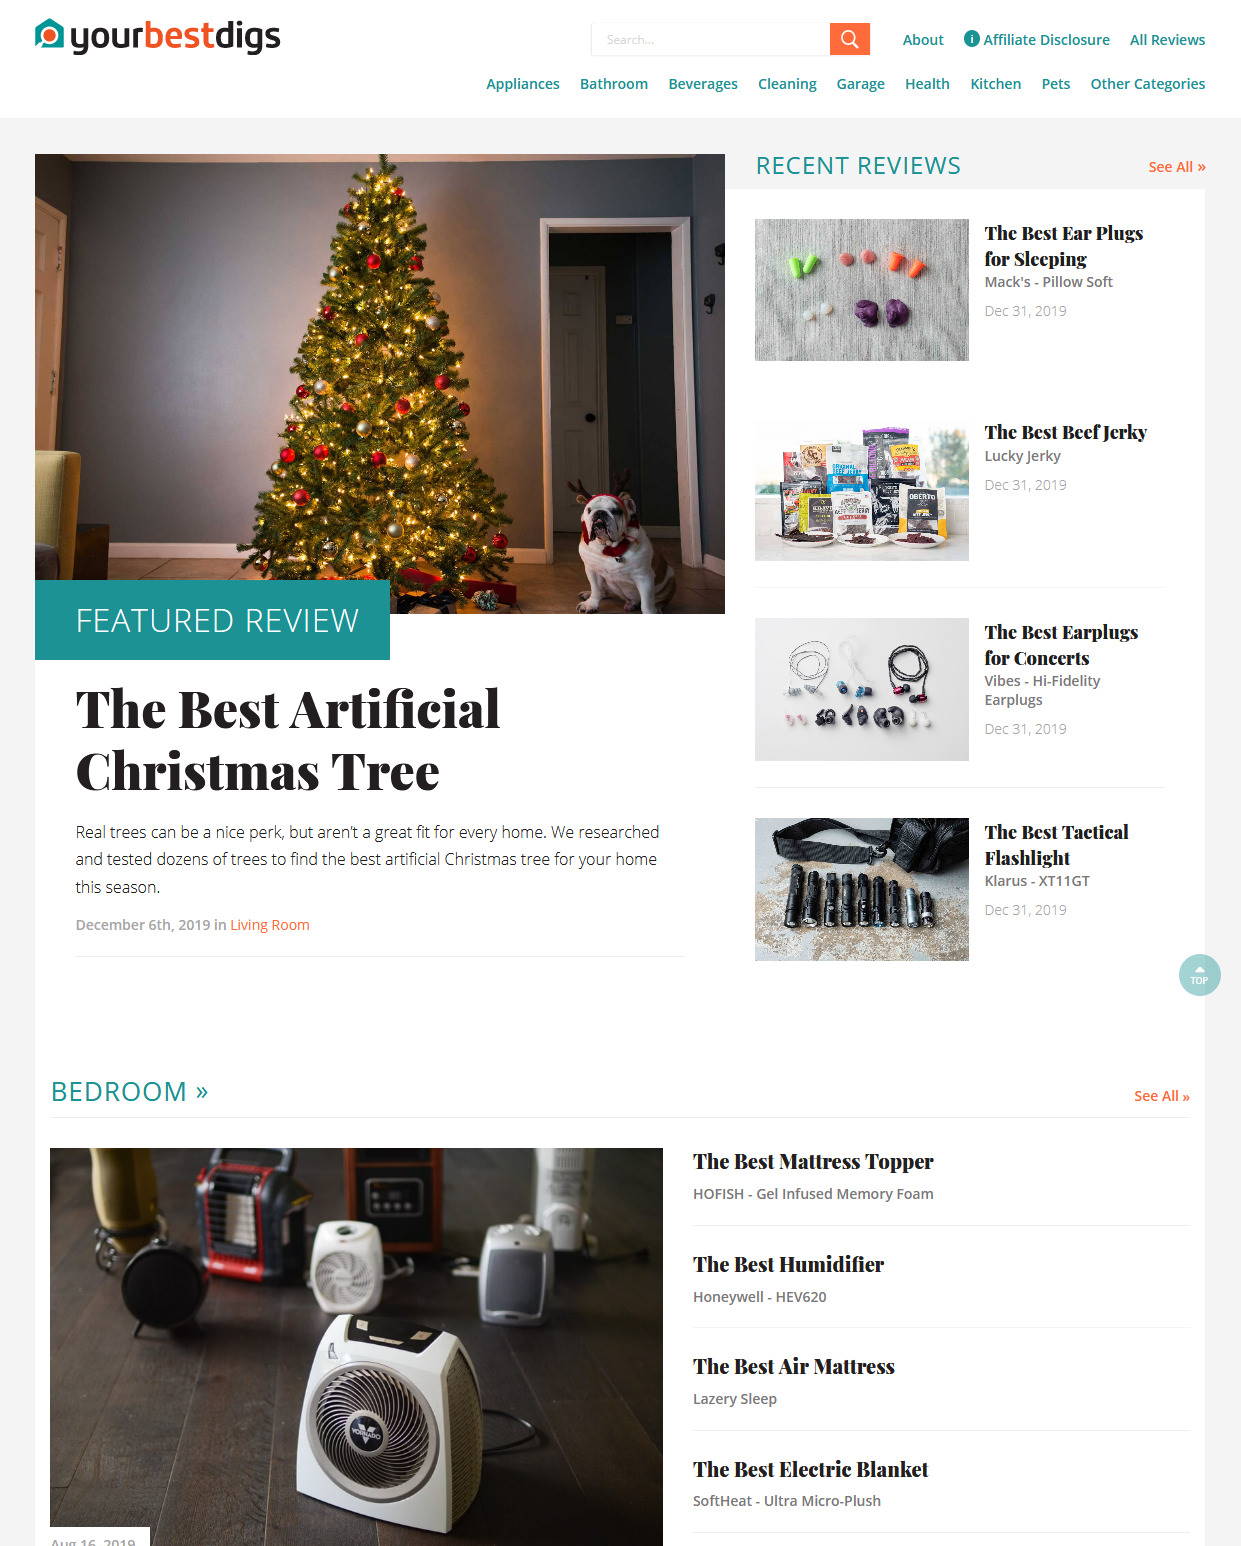 yourbestdigs
Search...
About
Affiliate Disclosure
All Reviews
Appliances
Bathroom
Beverages
Cleaning
Garage
Health
Kitchen
Pets
Other Categories
FEATURED REVIEW
The Best Artificial
Christmas Tree
Real trees can be a nice perk, but aren't a great fit for every home. We researched
and tested dozens of trees to find the best artificial Christmas tree for your home
this season.
December 6th, 2019 in Living Room
RECENT REVIEWS
See All »
The Best Ear Plugs
for Sleeping
Mack's - Pillow Soft
Dec 31, 2019
The Best Beef Jerky
Lucky Jerky
Dec 31, 2019
OBERTO
The Best Earplugs
for Concerts
Vibes - Hi-Fidelity
Earplugs
Dec 31, 2019
The Best Tactical
Flashlight
Klarus - XT11GT
Dec 31, 2019
TOP
BEDROOM »
See All »
VORNADO
Aug 16, 2019
The Best Mattress Topper
HOFISH - Gel Infused Memory Foam
The Best Humidifier
Honeywell - HEV620
The Best Air Mattress
Lazery Sleep
The Best Electric Blanket
SoftHeat - Ultra Micro-Plush